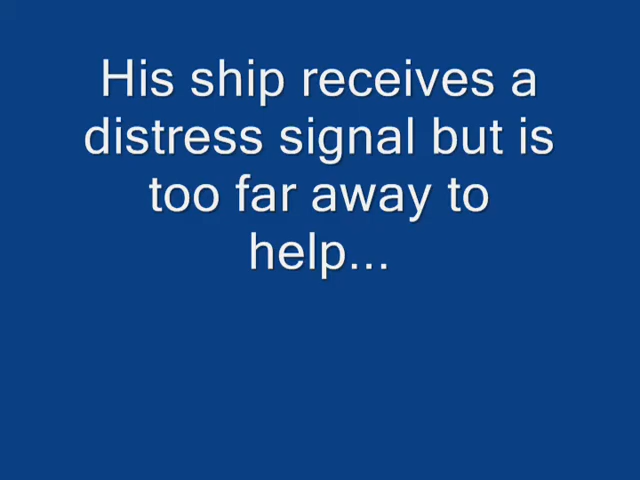 His ship receives a
distress signal but is
too far away to
help...